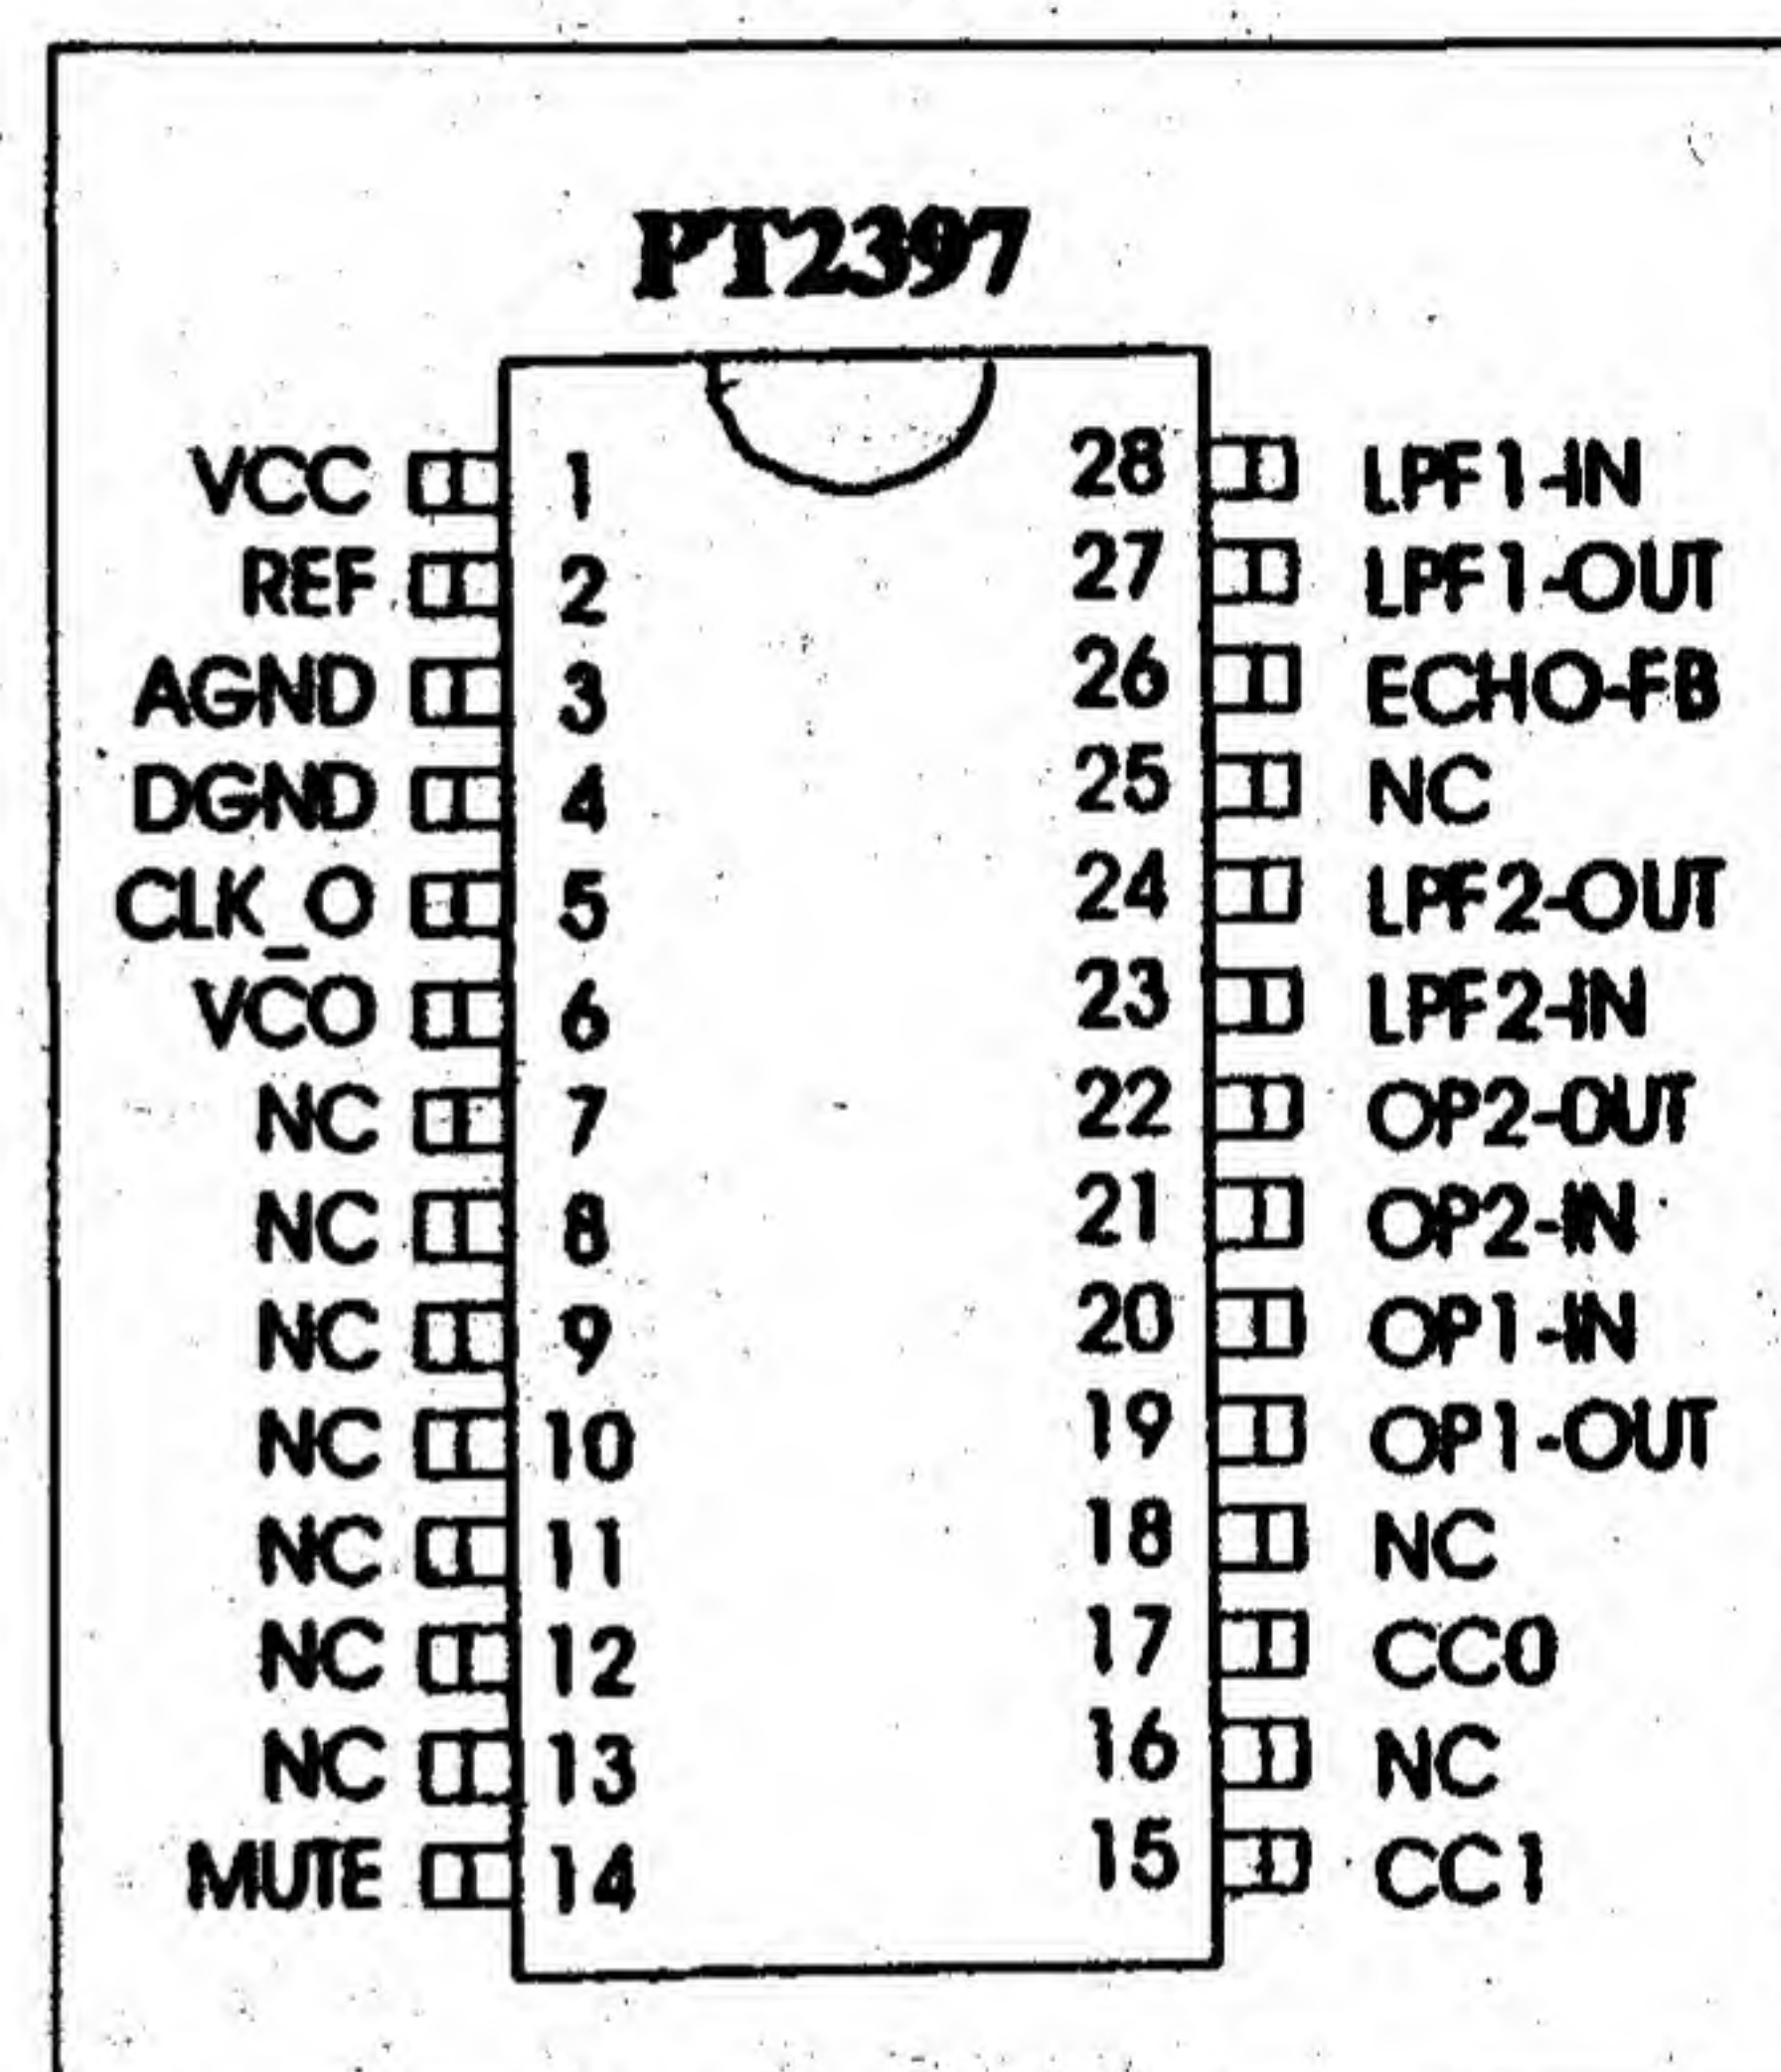 PT2397
VCC 1 28 LPF1-IN
REF 2 27 LPF1-OUT
AGND 3 26 ECHO-FB
DGND 4 25 NC
CLK_O 5 24 LPF2-OUT
VCO 6 23 LPF2-IN
NC 7 22 OP2-0UT
NC 8 21 OP2-IN
NC 9 20 OP1-IN
NC 10 19 OP1-OUT
NC 11 18 NC
NC 12 17 CC0
NC 13 16 NC
MUTE 14 15 CC1